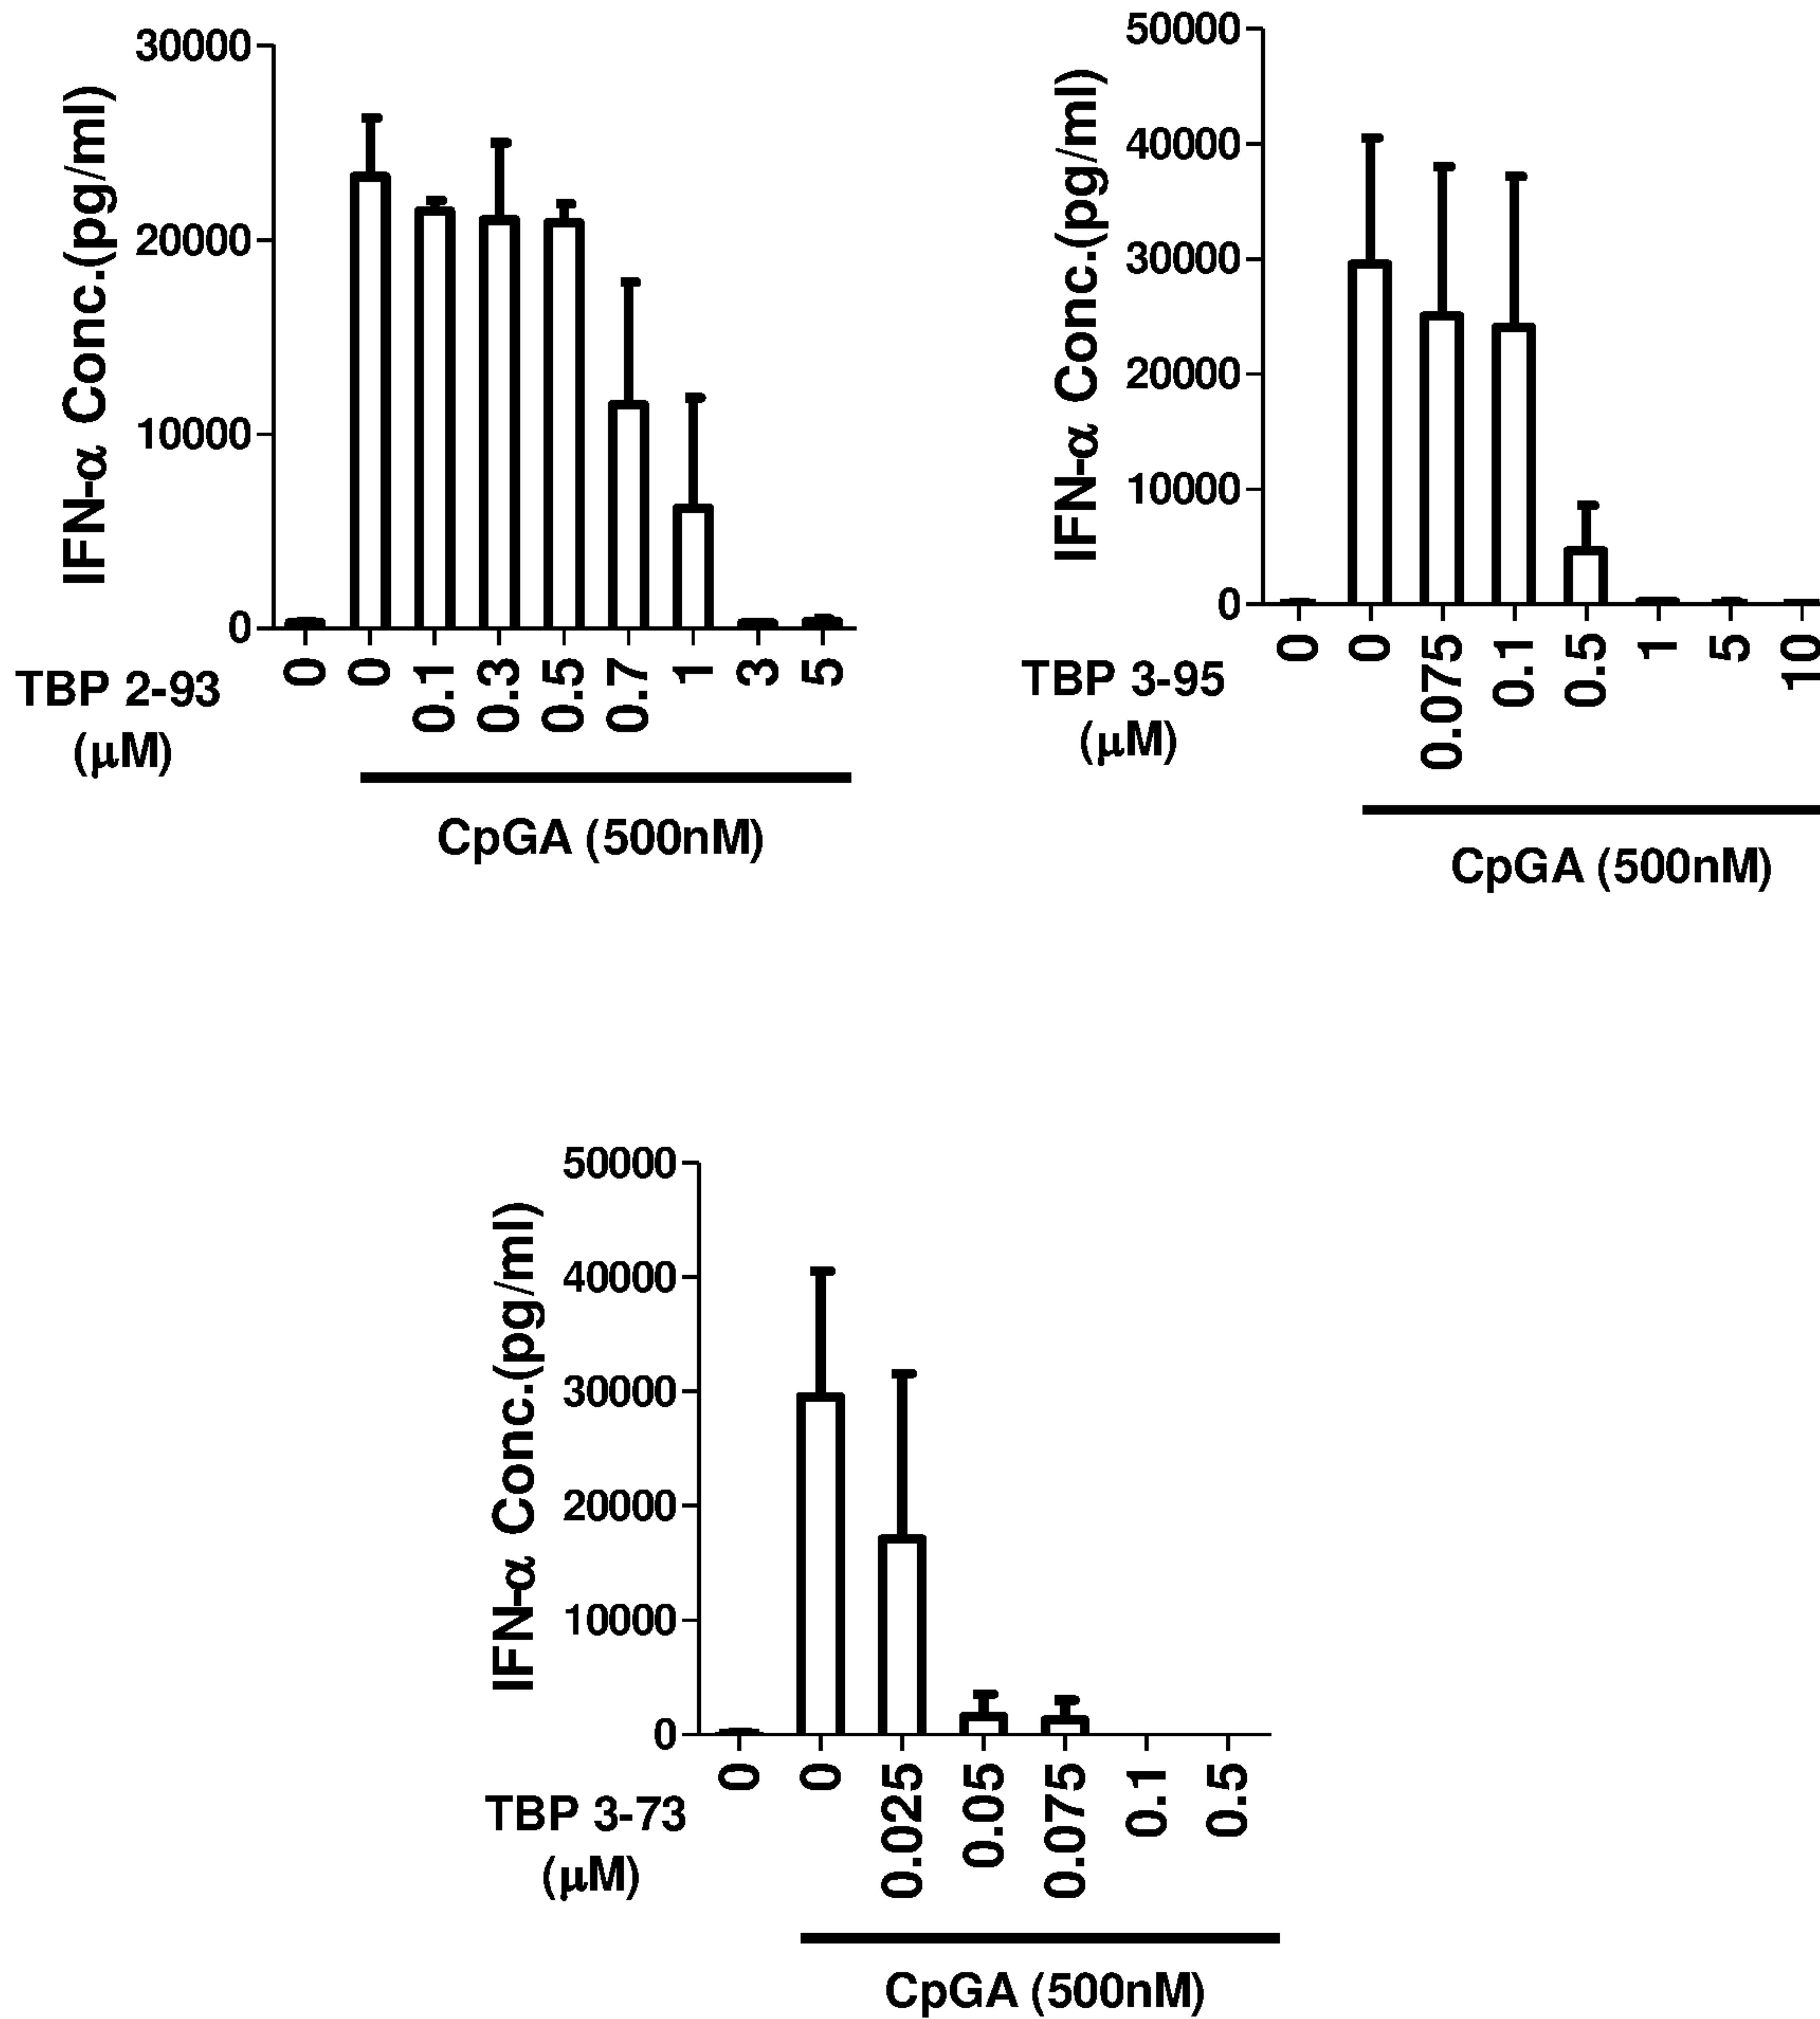 30000
20000
10000
0
IFN-α Conc.(pg/ml)
0 0 0.1 0.3 0.5 0.7 1 3 5
TBP 2-93
(μM)
CpGA (500nM)
50000
40000
30000
20000
10000
0
IFN-α Conc.(pg/ml)
0 0 0.075 0.1 0.5 1 5 10
TBP 3-95
(μM)
CpGA (500nM)
50000
40000
30000
20000
10000
0
IFN-α Conc.(pg/ml)
0 0 0.025 0.05 0.075 0.1 0.5
TBP 3-73
(μM)
CpGA (500nM)